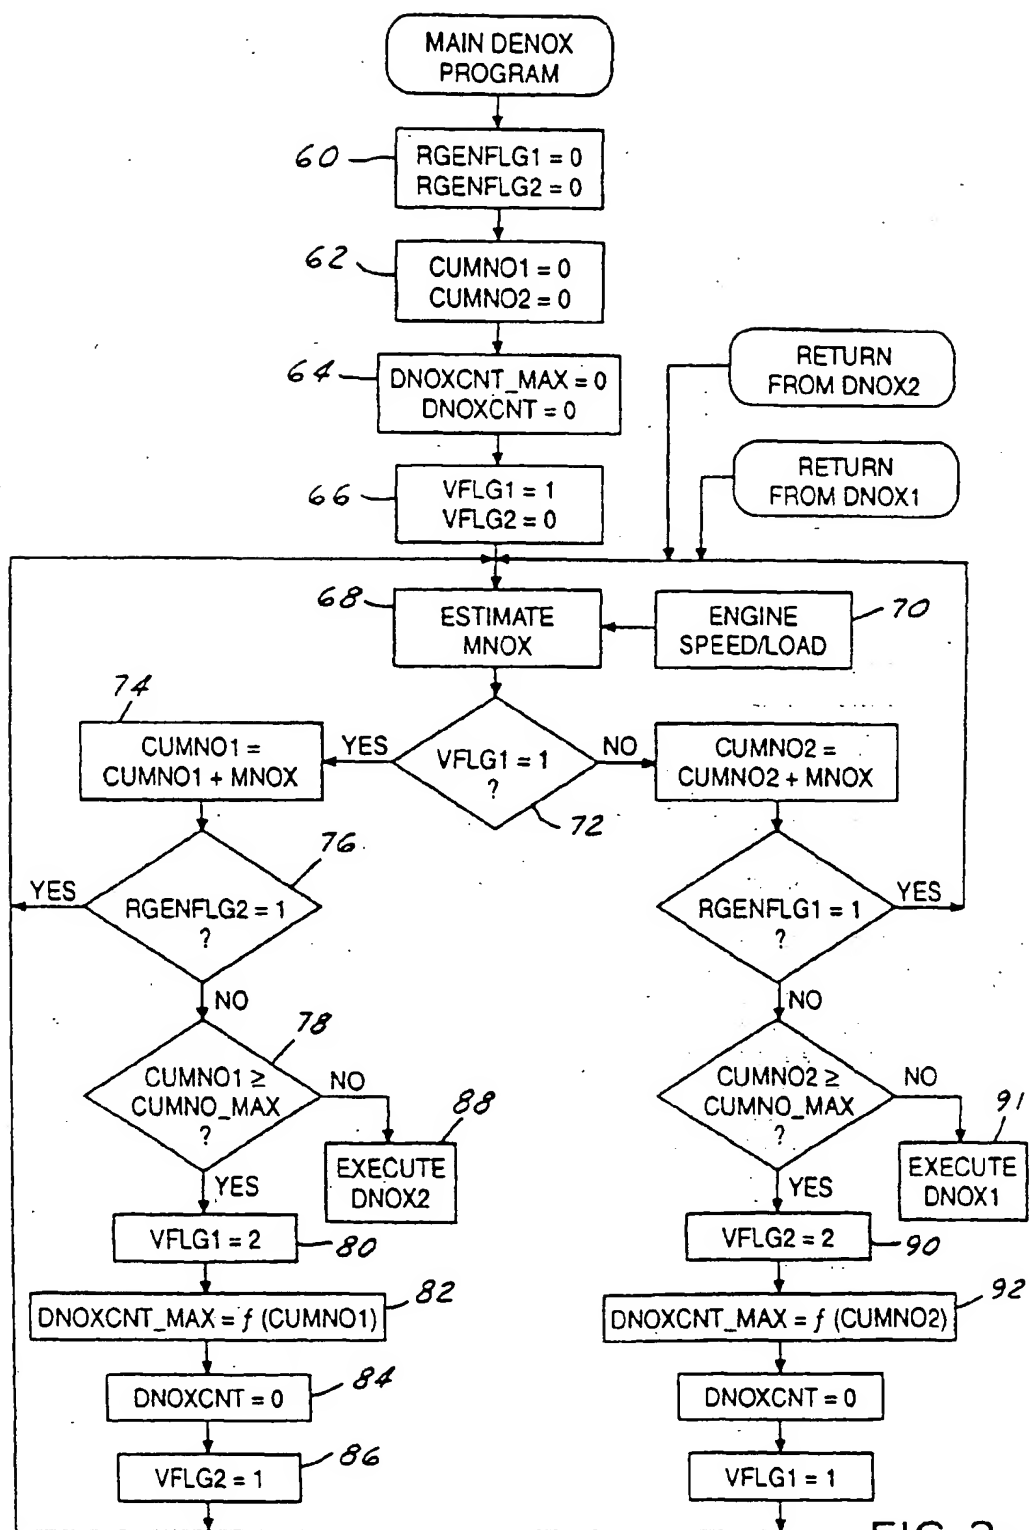 MAIN DENOX
PROGRAM
60
RGENFLG1 = 0
RGENFLG2 = 0
62
CUMNO1 = 0
CUMNO2 = 0
64
DNOXCNT_MAX = 0
DNOXCNT = 0
RETURN
FROM DNOX2
66
VFLG1 = 1
VFLG2 = 0
RETURN
FROM DNOX1
68
ESTIMATE
MNOX
ENGINE
SPEED/LOAD
70
74
CUMNO1 =
CUMNO1 + MNOX
YES
VFLG1 = 1
?
72
NO
CUMNO2 =
CUMNO2 + MNOX
76
YES
RGENFLG2 = 1
?
NO
RGENFLG1 = 1
?
YES
NO
78
CUMNO1 ≥
CUMNO_MAX
?
NO
88
EXECUTE
DNOX2
YES
CUMNO2 ≥
CUMNO_MAX
?
NO
91
EXECUTE
DNOX1
YES
VFLG1 = 2
80
VFLG2 = 2
90
DNOXCNT_MAX = f (CUMNO1)
82
DNOXCNT_MAX = f (CUMNO2)
92
DNOXCNT = 0
84
DNOXCNT = 0
VFLG2 = 1
86
VFLG1 = 1